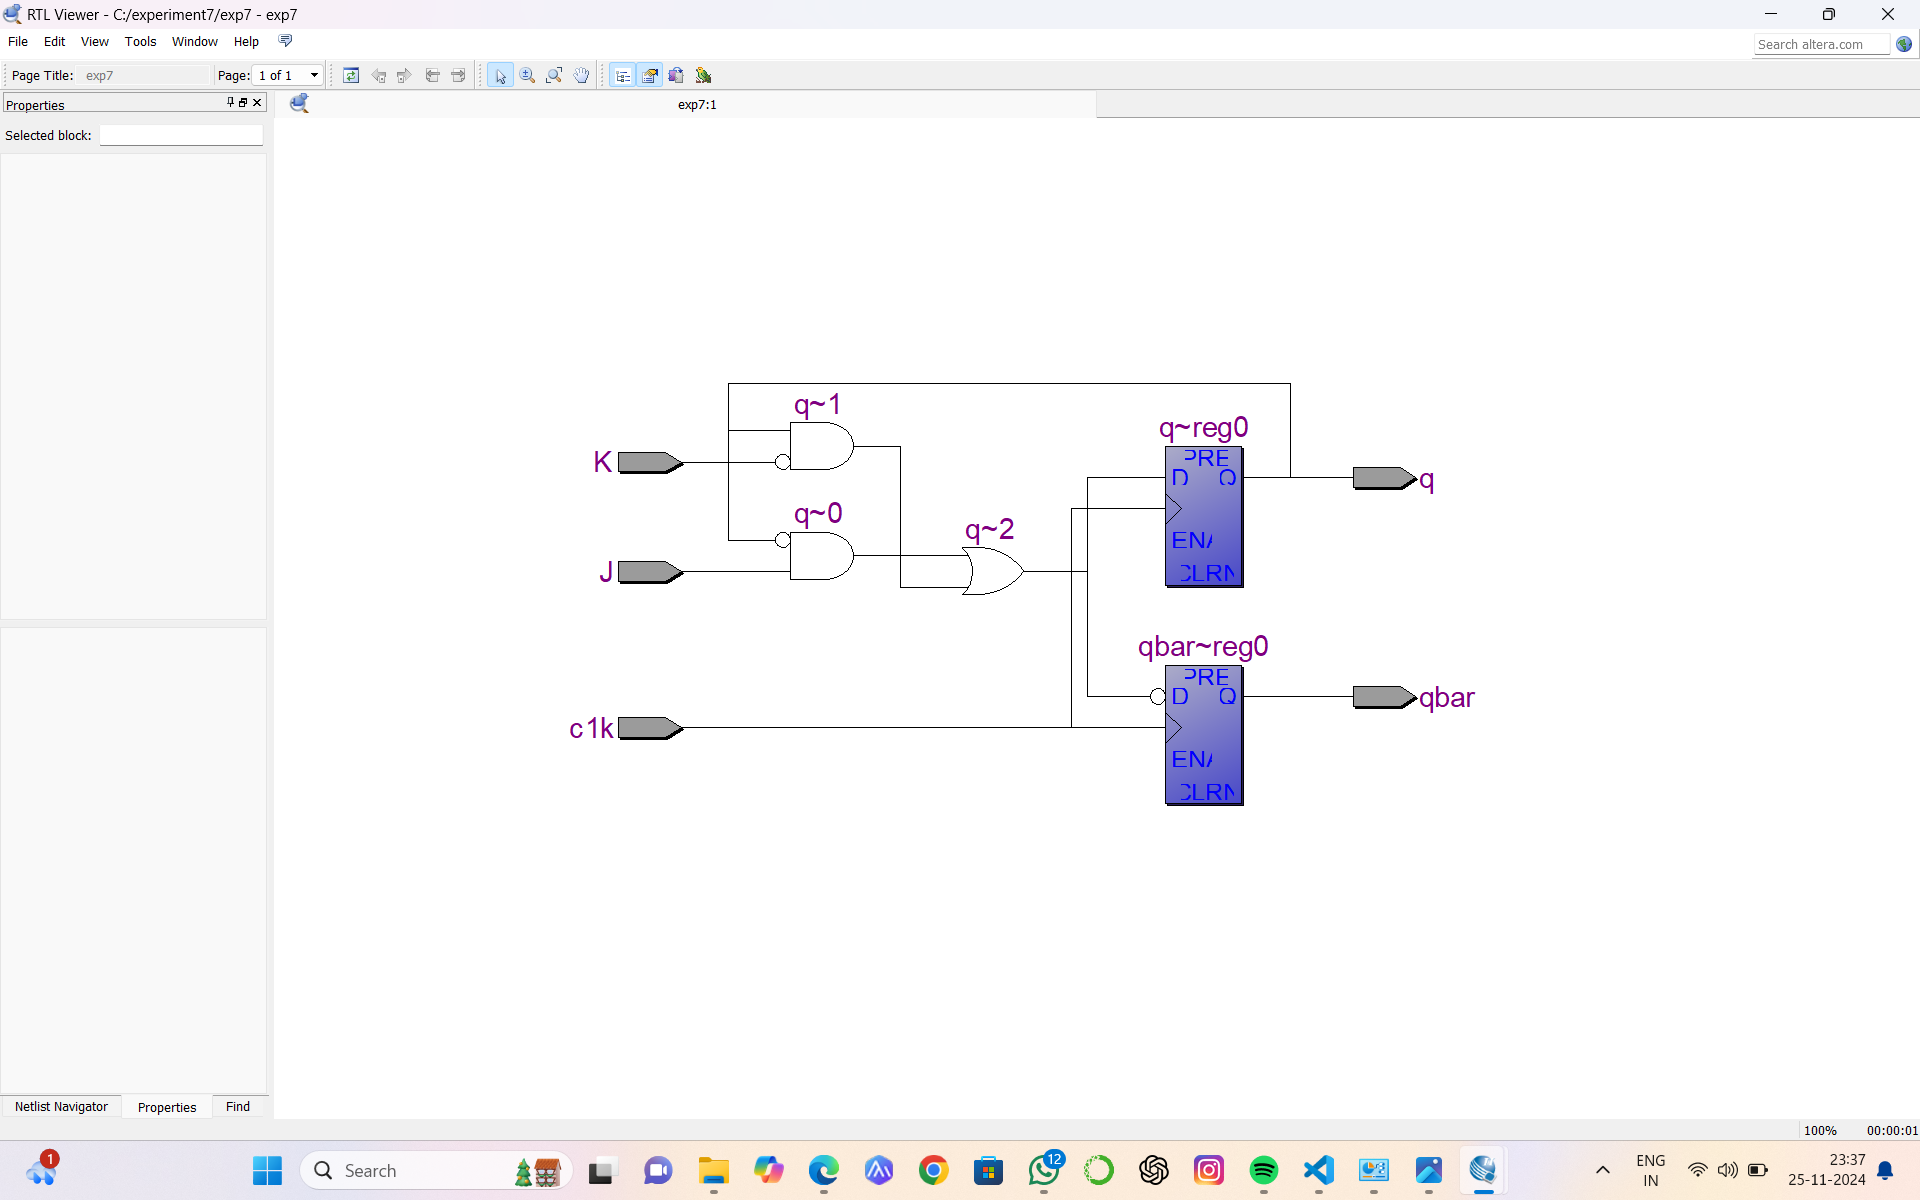 RTL Viewer - C:/experiment7/exp7 - exp7
File Edit View Tools Window Help
Search altera.com
Page Title: exp7 Page: 1 of 1
Properties
exp7:1
Selected block:
q~1
K
q~0
J
q~2
c1k
q~reg0
PRE
D Q
ENA
CLRN
q
qbar~reg0
PRE
D Q
ENA
CLRN
qbar
Netlist Navigator Properties Find
100% 00:00:01
1
Search
12
ENG
IN
23:37
25-11-2024